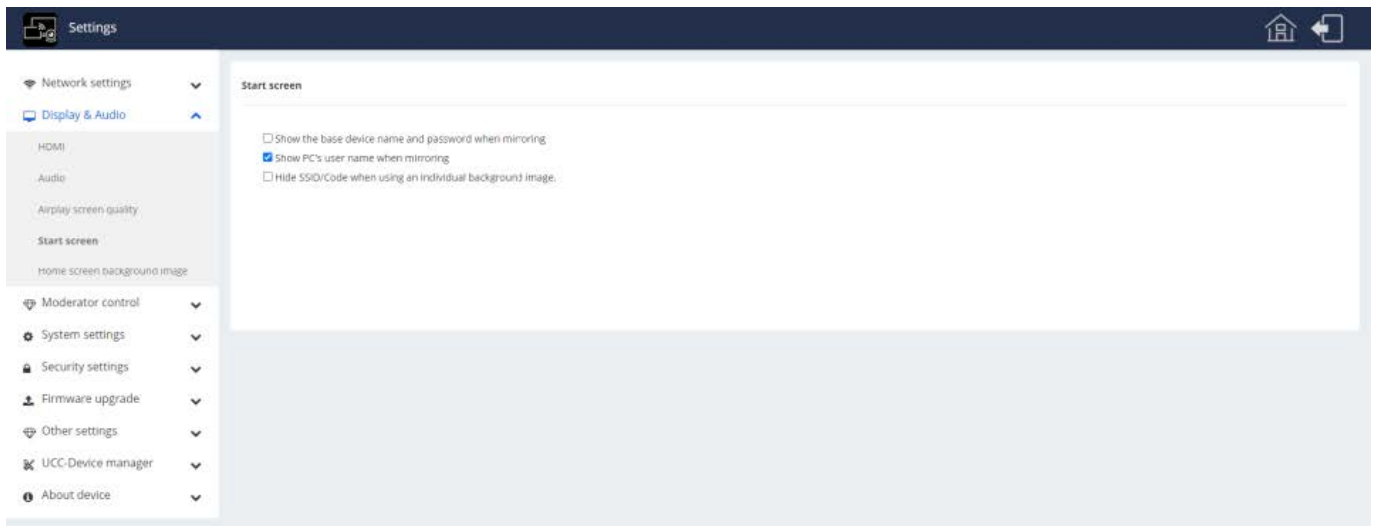 Settings
Network settings
Display & Audio
HDMI
Audio
Airplay screen quality
Start screen
Home screen background image
Moderator control
System settings
Security settings
Firmware upgrade
Other settings
UCC-Device manager
About device
Start screen
Show the base device name and password when mirroring
Show PC's user name when mirroring
Hide SSID/Code when using an individual background image.